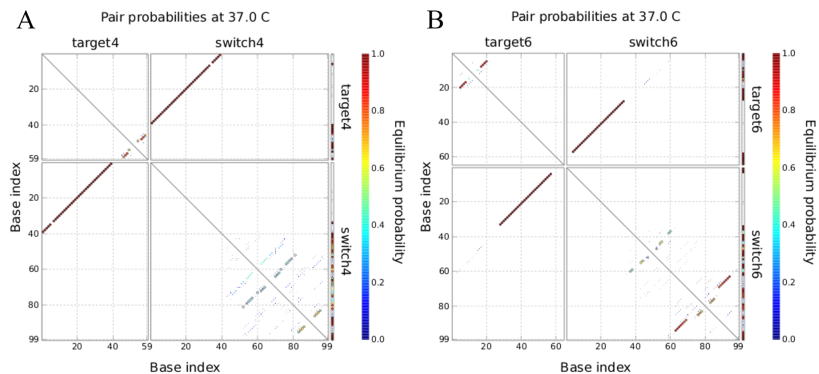 A
Pair probabilities at 37.0 C
target4 switch4
20
40
59
20
40
60
80
99
20 40 59 20 40 60 80 99
Base index
Base index
target4
switch4
1.0
0.8
0.6
0.4
0.2
0.0
Equilibrium probability
B
Pair probabilities at 37.0 C
target6 switch6
20
40
60
20
40
60
80
99
20 60 20 40 60 80 99
Base index
Base index
target6
switch6
1.0
0.8
0.6
0.4
0.2
0.0
Equilibrium probability